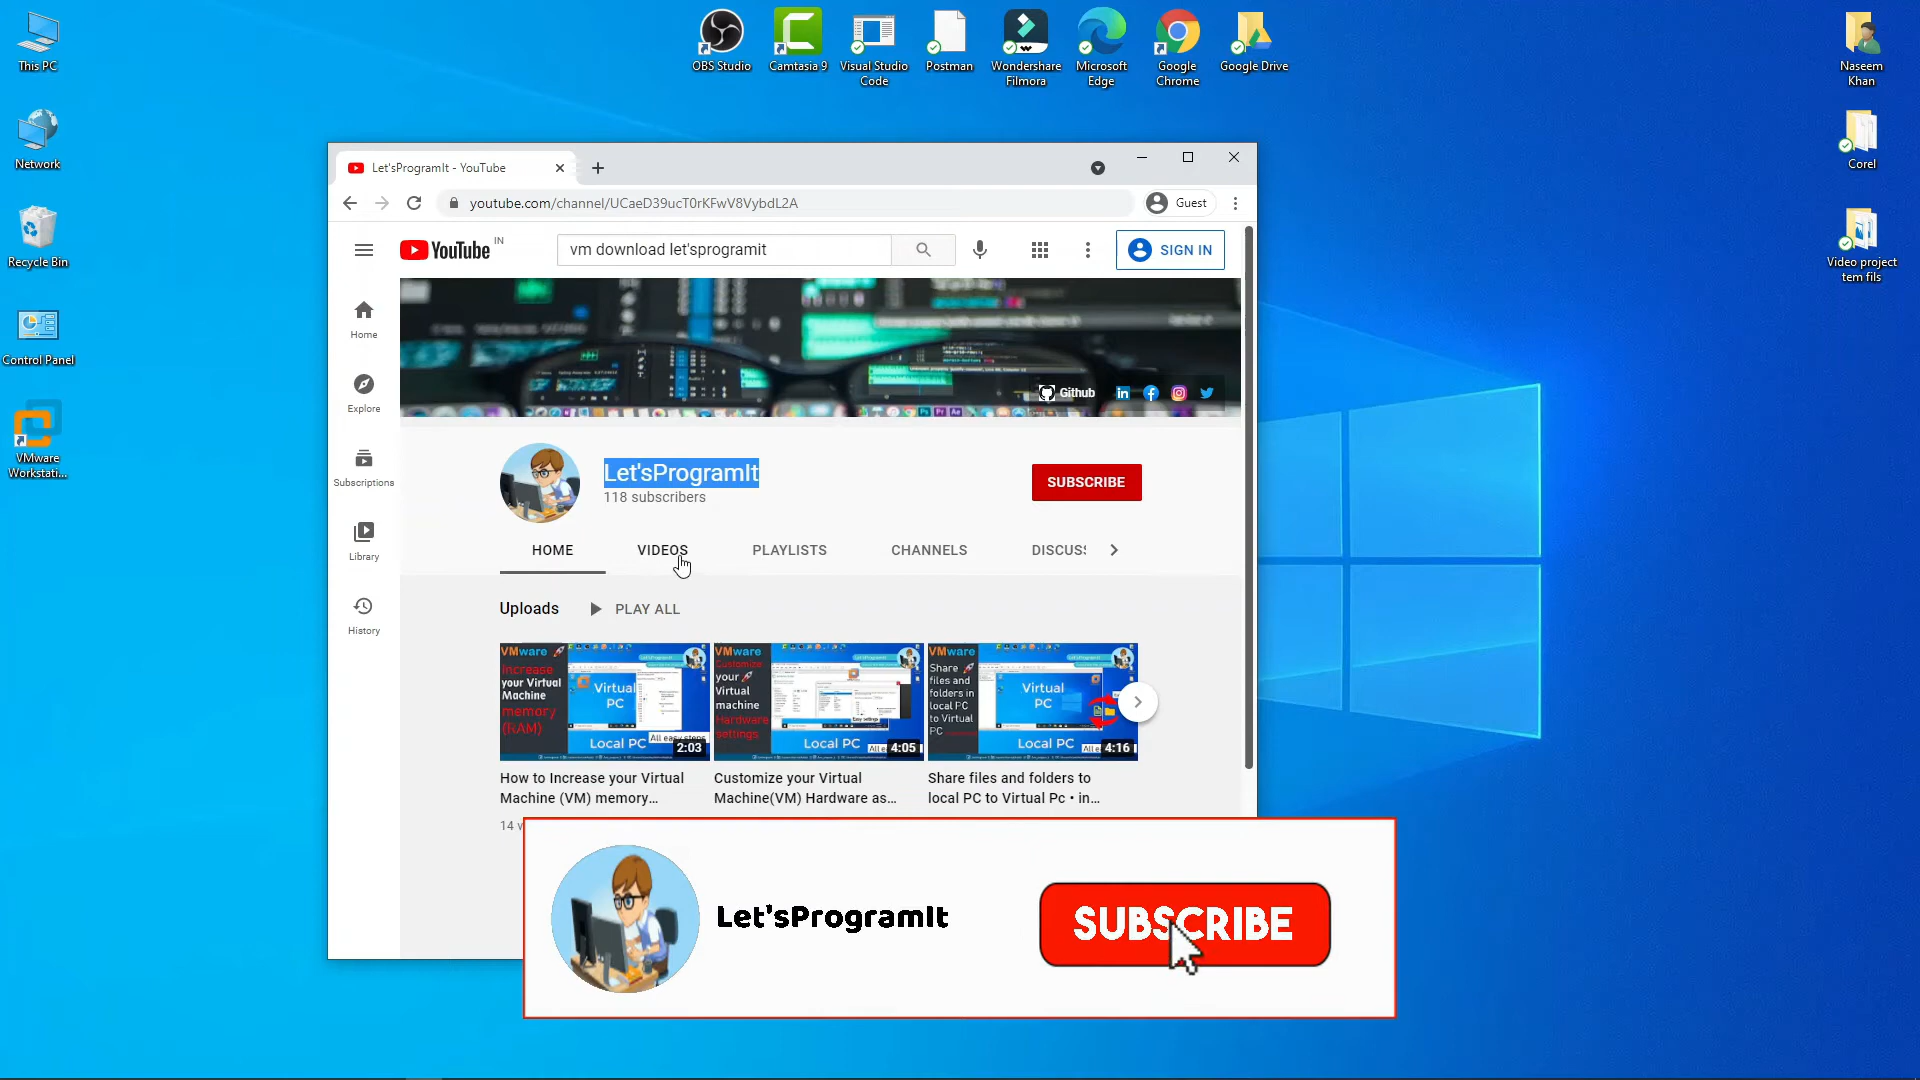 This PC
Network
Recycle Bin
Control Panel
VMware
Workstati...
OBS Studio
Camtasia 9
Visual Studio
Code
Postman
Wondershare
Filmora
Microsoft
Edge
Google
Chrome
Google Drive
Naseem
Khan
Corel
Video project
tem fils
Let'sProgramIt - YouTube
youtube.com/channel/UCaeD39ucT0rKFwV8VybdL2A
Guest
YouTube IN
vm download let'sprogramit
SIGN IN
Home
Explore
Subscriptions
Library
History
Github
Let'sProgramIt
118 subscribers
SUBSCRIBE
HOME VIDEOS PLAYLISTS CHANNELS DISCUS
Uploads PLAY ALL
VMware
Increase
your Virtual
Machine
memory
(RAM)
Virtual
PC
Local PC
2:03
VMware
Customize
your
Virtual
machine
Hardware
settings
Local PC
4:05
VMware
Share
files and
folders in
local PC
to Virtual
PC
Virtual
PC
Local PC
4:16
How to Increase your Virtual
Machine (VM) memory...
Customize your Virtual
Machine(VM) Hardware as...
Share files and folders to
local PC to Virtual Pc • in...
14 v
Let'sProgramIt
SUBSCRIBE